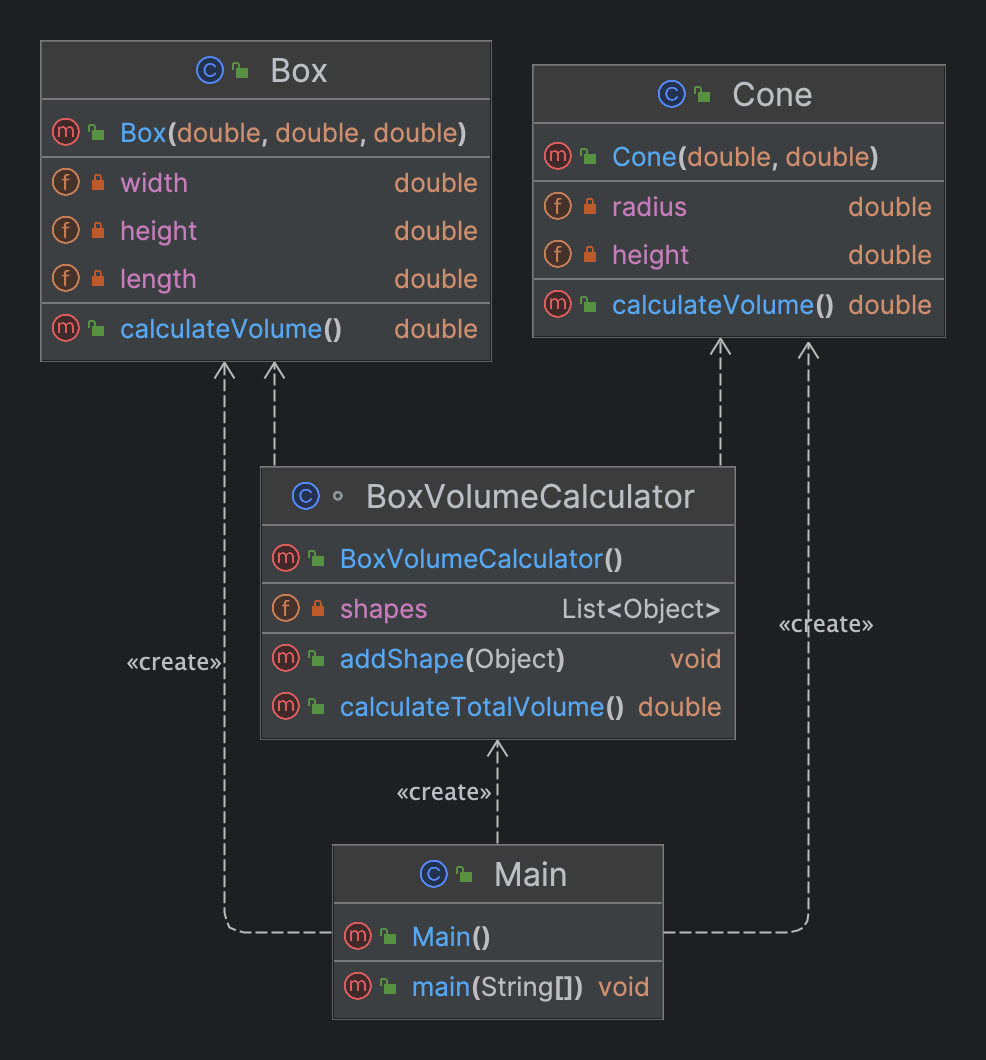 Box
Box(double, double, double)
width double
height double
length double
calculateVolume() double
Cone
Cone(double, double)
radius double
height double
calculateVolume() double
BoxVolumeCalculator
BoxVolumeCalculator()
shapes List<Object>
addShape(Object) void
calculateTotalVolume() double
«create»
«create»
«create»
Main
Main()
main(String[]) void